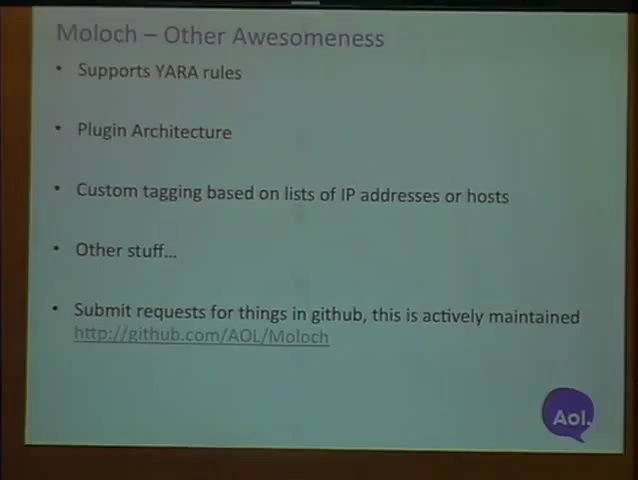 Moloch – Other Awesomeness
• Supports YARA rules
• Plugin Architecture
• Custom tagging based on lists of IP addresses or hosts
• Other stuff...
• Submit requests for things in github, this is actively maintained
http://github.com/AOL/Moloch
Aol.